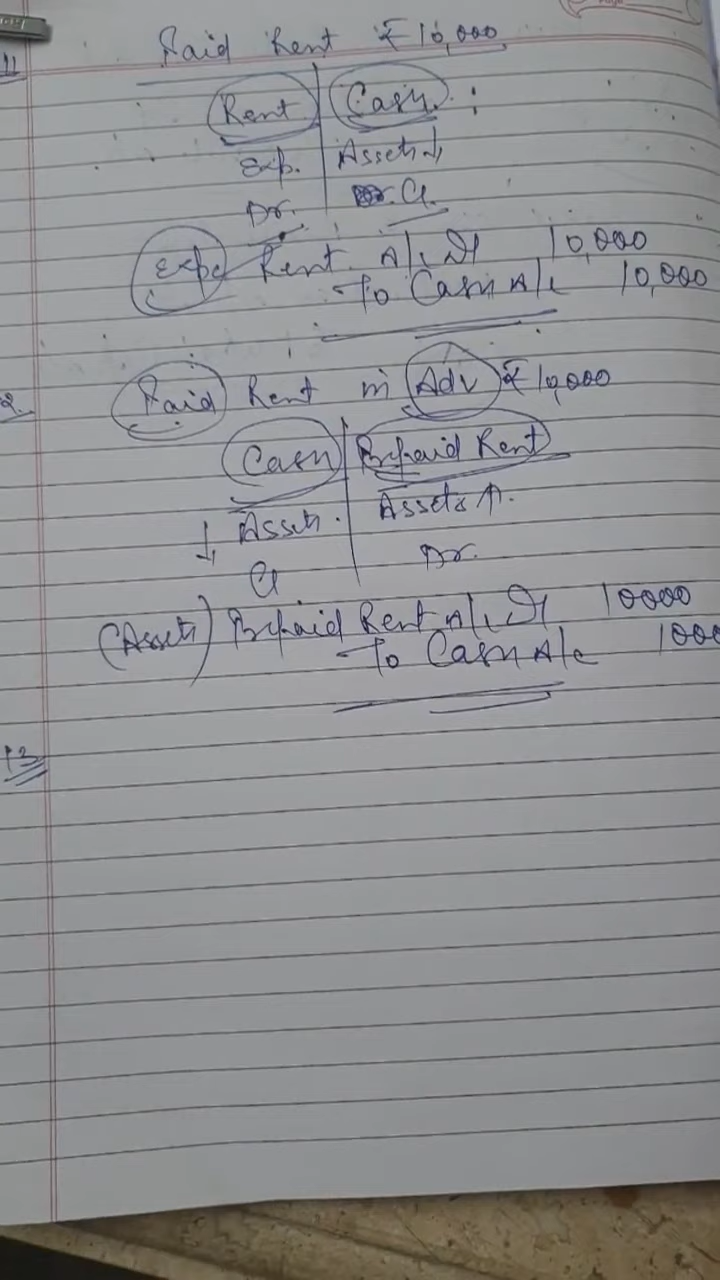 11
Paid Rent ₹ 10,000
Rent | Cash :
Exp. | Assets ↓
Dr. | Cr.
Exp Rent A/c Dr 10,000
To Cash A/c 10,000
2. Paid Rent in Adv ₹ 10,000
Cash | Prepaid Rent
↓ Assets. | Assets ↑.
Cr | Dr.
(Assets) Prepaid Rent A/c Dr 10000
To Cash A/c 1000
13